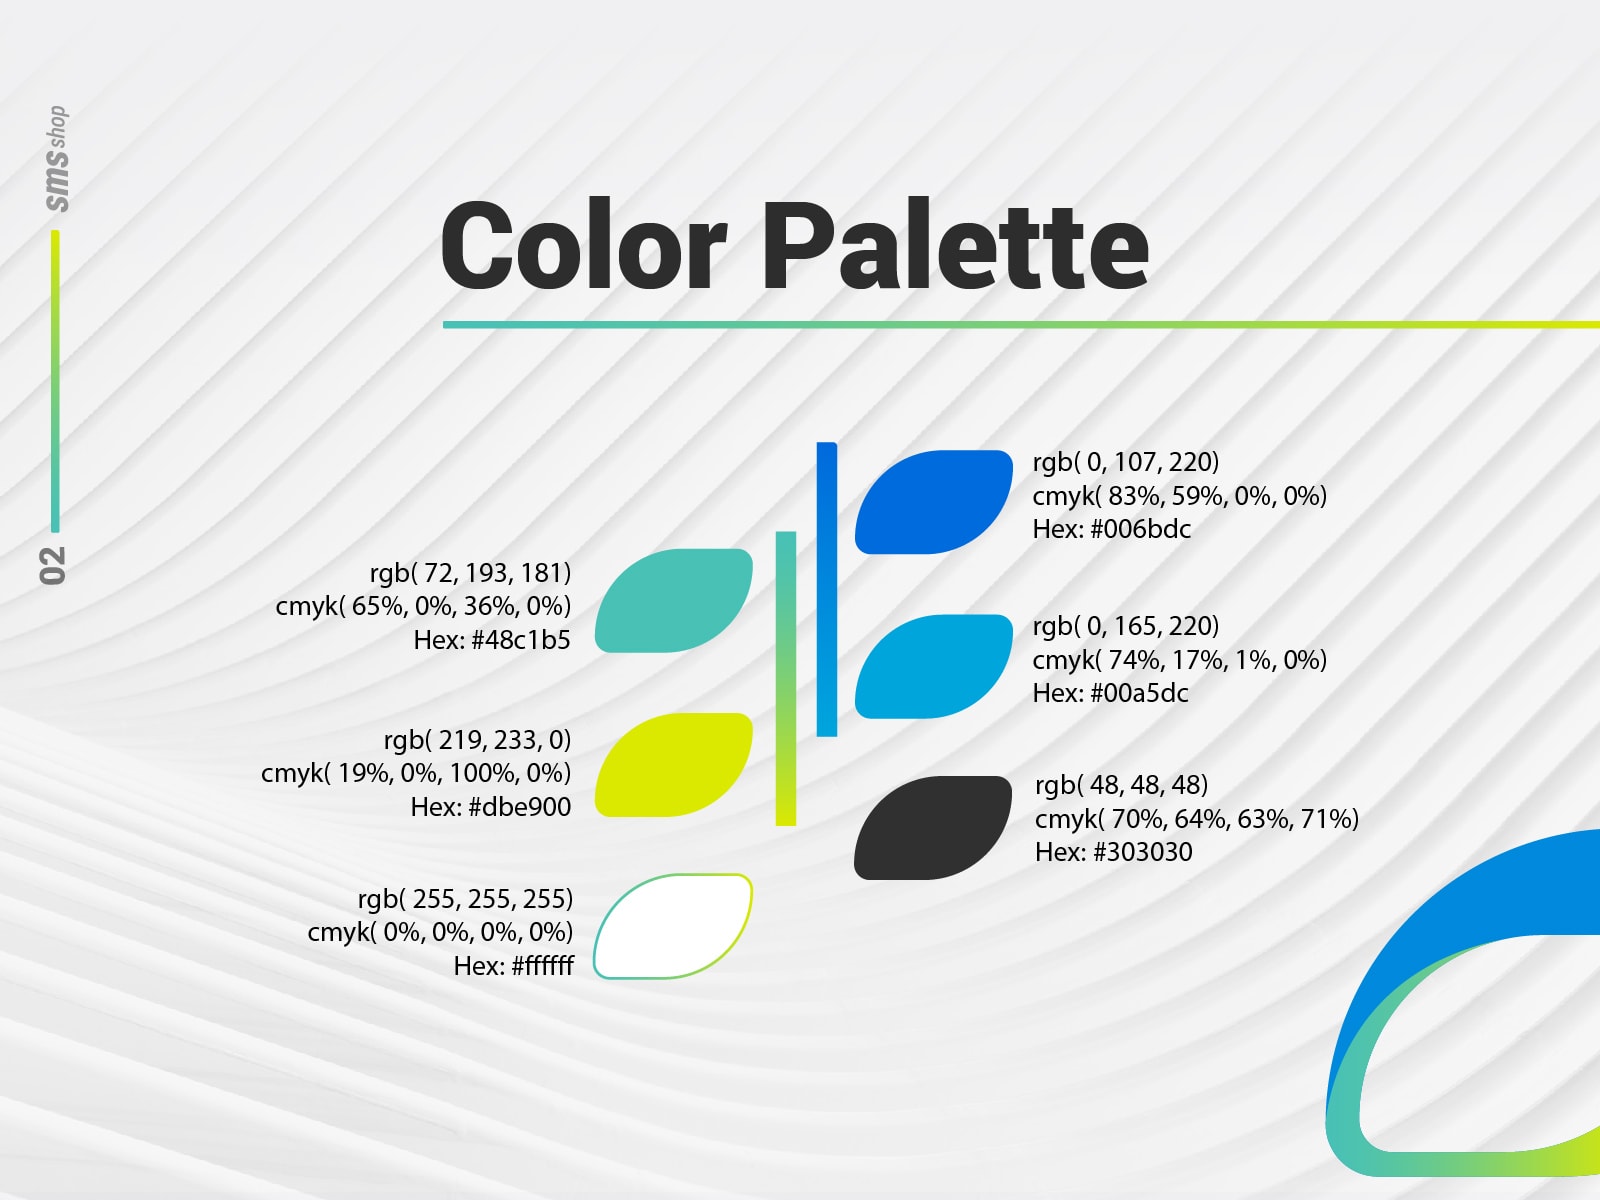 sms shop
02
Color Palette
rgb( 72, 193, 181)
cmyk( 65%, 0%, 36%, 0%)
Hex: #48c1b5
rgb( 219, 233, 0)
cmyk( 19%, 0%, 100%, 0%)
Hex: #dbe900
rgb( 255, 255, 255)
cmyk( 0%, 0%, 0%, 0%)
Hex: #ffffff
rgb( 0, 107, 220)
cmyk( 83%, 59%, 0%, 0%)
Hex: #006bdc
rgb( 0, 165, 220)
cmyk( 74%, 17%, 1%, 0%)
Hex: #00a5dc
rgb( 48, 48, 48)
cmyk( 70%, 64%, 63%, 71%)
Hex: #303030